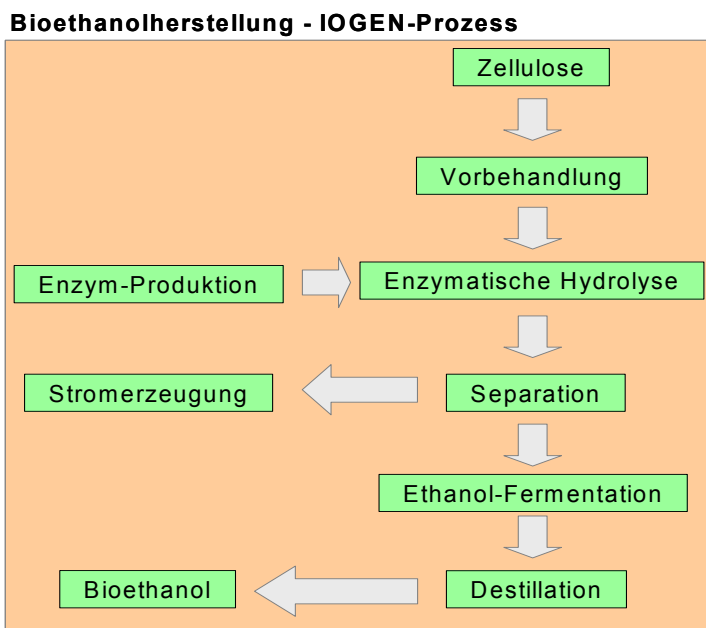 Bioethanolherstellung - IOGEN-Prozess
Zellulose
Vorbehandlung
Enzym-Produktion
Enzymatische Hydrolyse
Stromerzeugung
Separation
Ethanol-Fermentation
Bioethanol
Destillation